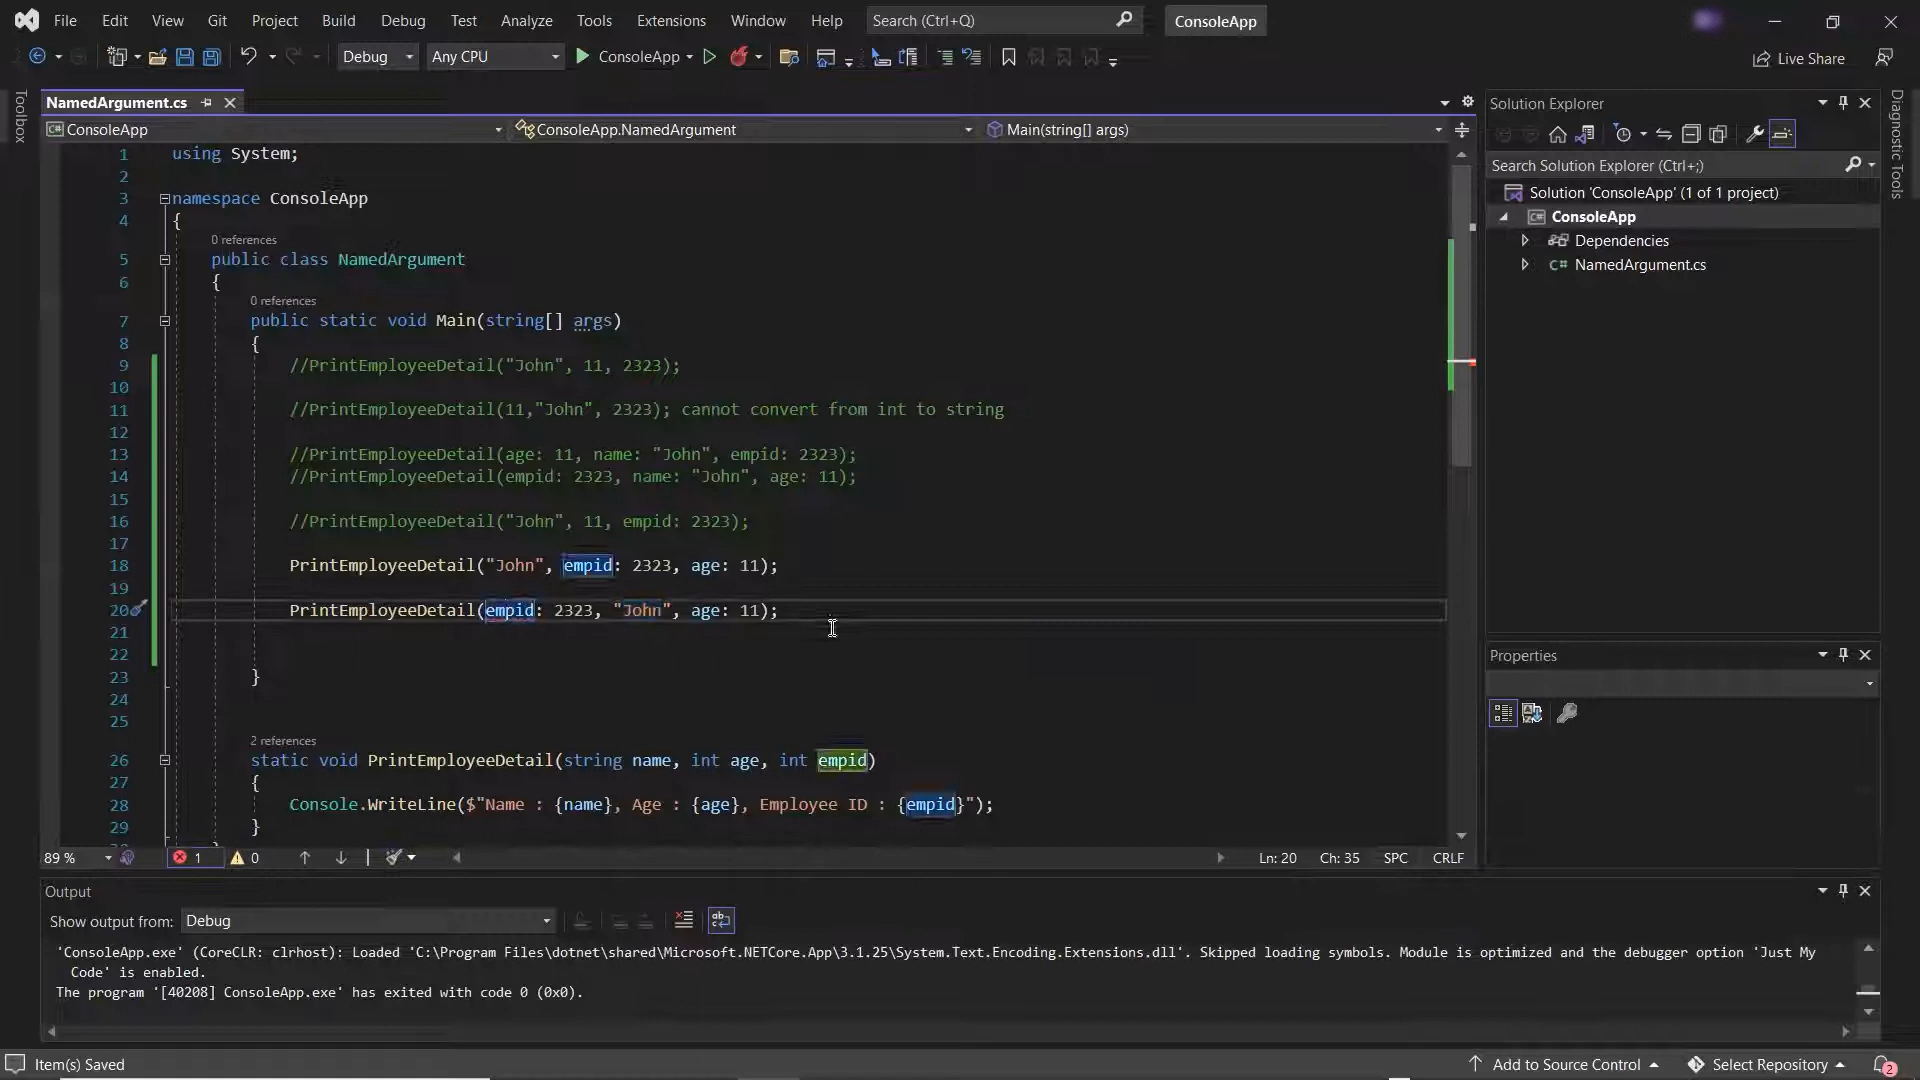 File Edit View Git Project Build Debug Test Analyze Tools Extensions Window Help Search (Ctrl+Q) ConsoleApp
Debug Any CPU ConsoleApp Live Share
Toolbox
NamedArgument.cs
ConsoleApp ConsoleApp.NamedArgument Main(string[] args)
1 using System;
2
3 namespace ConsoleApp
4 {
0 references
5 public class NamedArgument
6 {
0 references
7 public static void Main(string[] args)
8 {
9 //PrintEmployeeDetail("John", 11, 2323);
10
11 //PrintEmployeeDetail(11,"John", 2323); cannot convert from int to string
12
13 //PrintEmployeeDetail(age: 11, name: "John", empid: 2323);
14 //PrintEmployeeDetail(empid: 2323, name: "John", age: 11);
15
16 //PrintEmployeeDetail("John", 11, empid: 2323);
17
18 PrintEmployeeDetail("John", empid: 2323, age: 11);
19
20 PrintEmployeeDetail(empid: 2323, "John", age: 11);
21
22
23 }
24
25
2 references
26 static void PrintEmployeeDetail(string name, int age, int empid)
27 {
28 Console.WriteLine($"Name : {name}, Age : {age}, Employee ID : {empid}");
29 }
89 % 1 0 Ln: 20 Ch: 35 SPC CRLF
Solution Explorer
Search Solution Explorer (Ctrl+;)
Solution 'ConsoleApp' (1 of 1 project)
ConsoleApp
Dependencies
C# NamedArgument.cs
Properties
Diagnostic Tools
Output
Show output from: Debug
'ConsoleApp.exe' (CoreCLR: clrhost): Loaded 'C:\Program Files\dotnet\shared\Microsoft.NETCore.App\3.1.25\System.Text.Encoding.Extensions.dll'. Skipped loading symbols. Module is optimized and the debugger option 'Just My
Code' is enabled.
The program '[40208] ConsoleApp.exe' has exited with code 0 (0x0).
Item(s) Saved Add to Source Control Select Repository 2